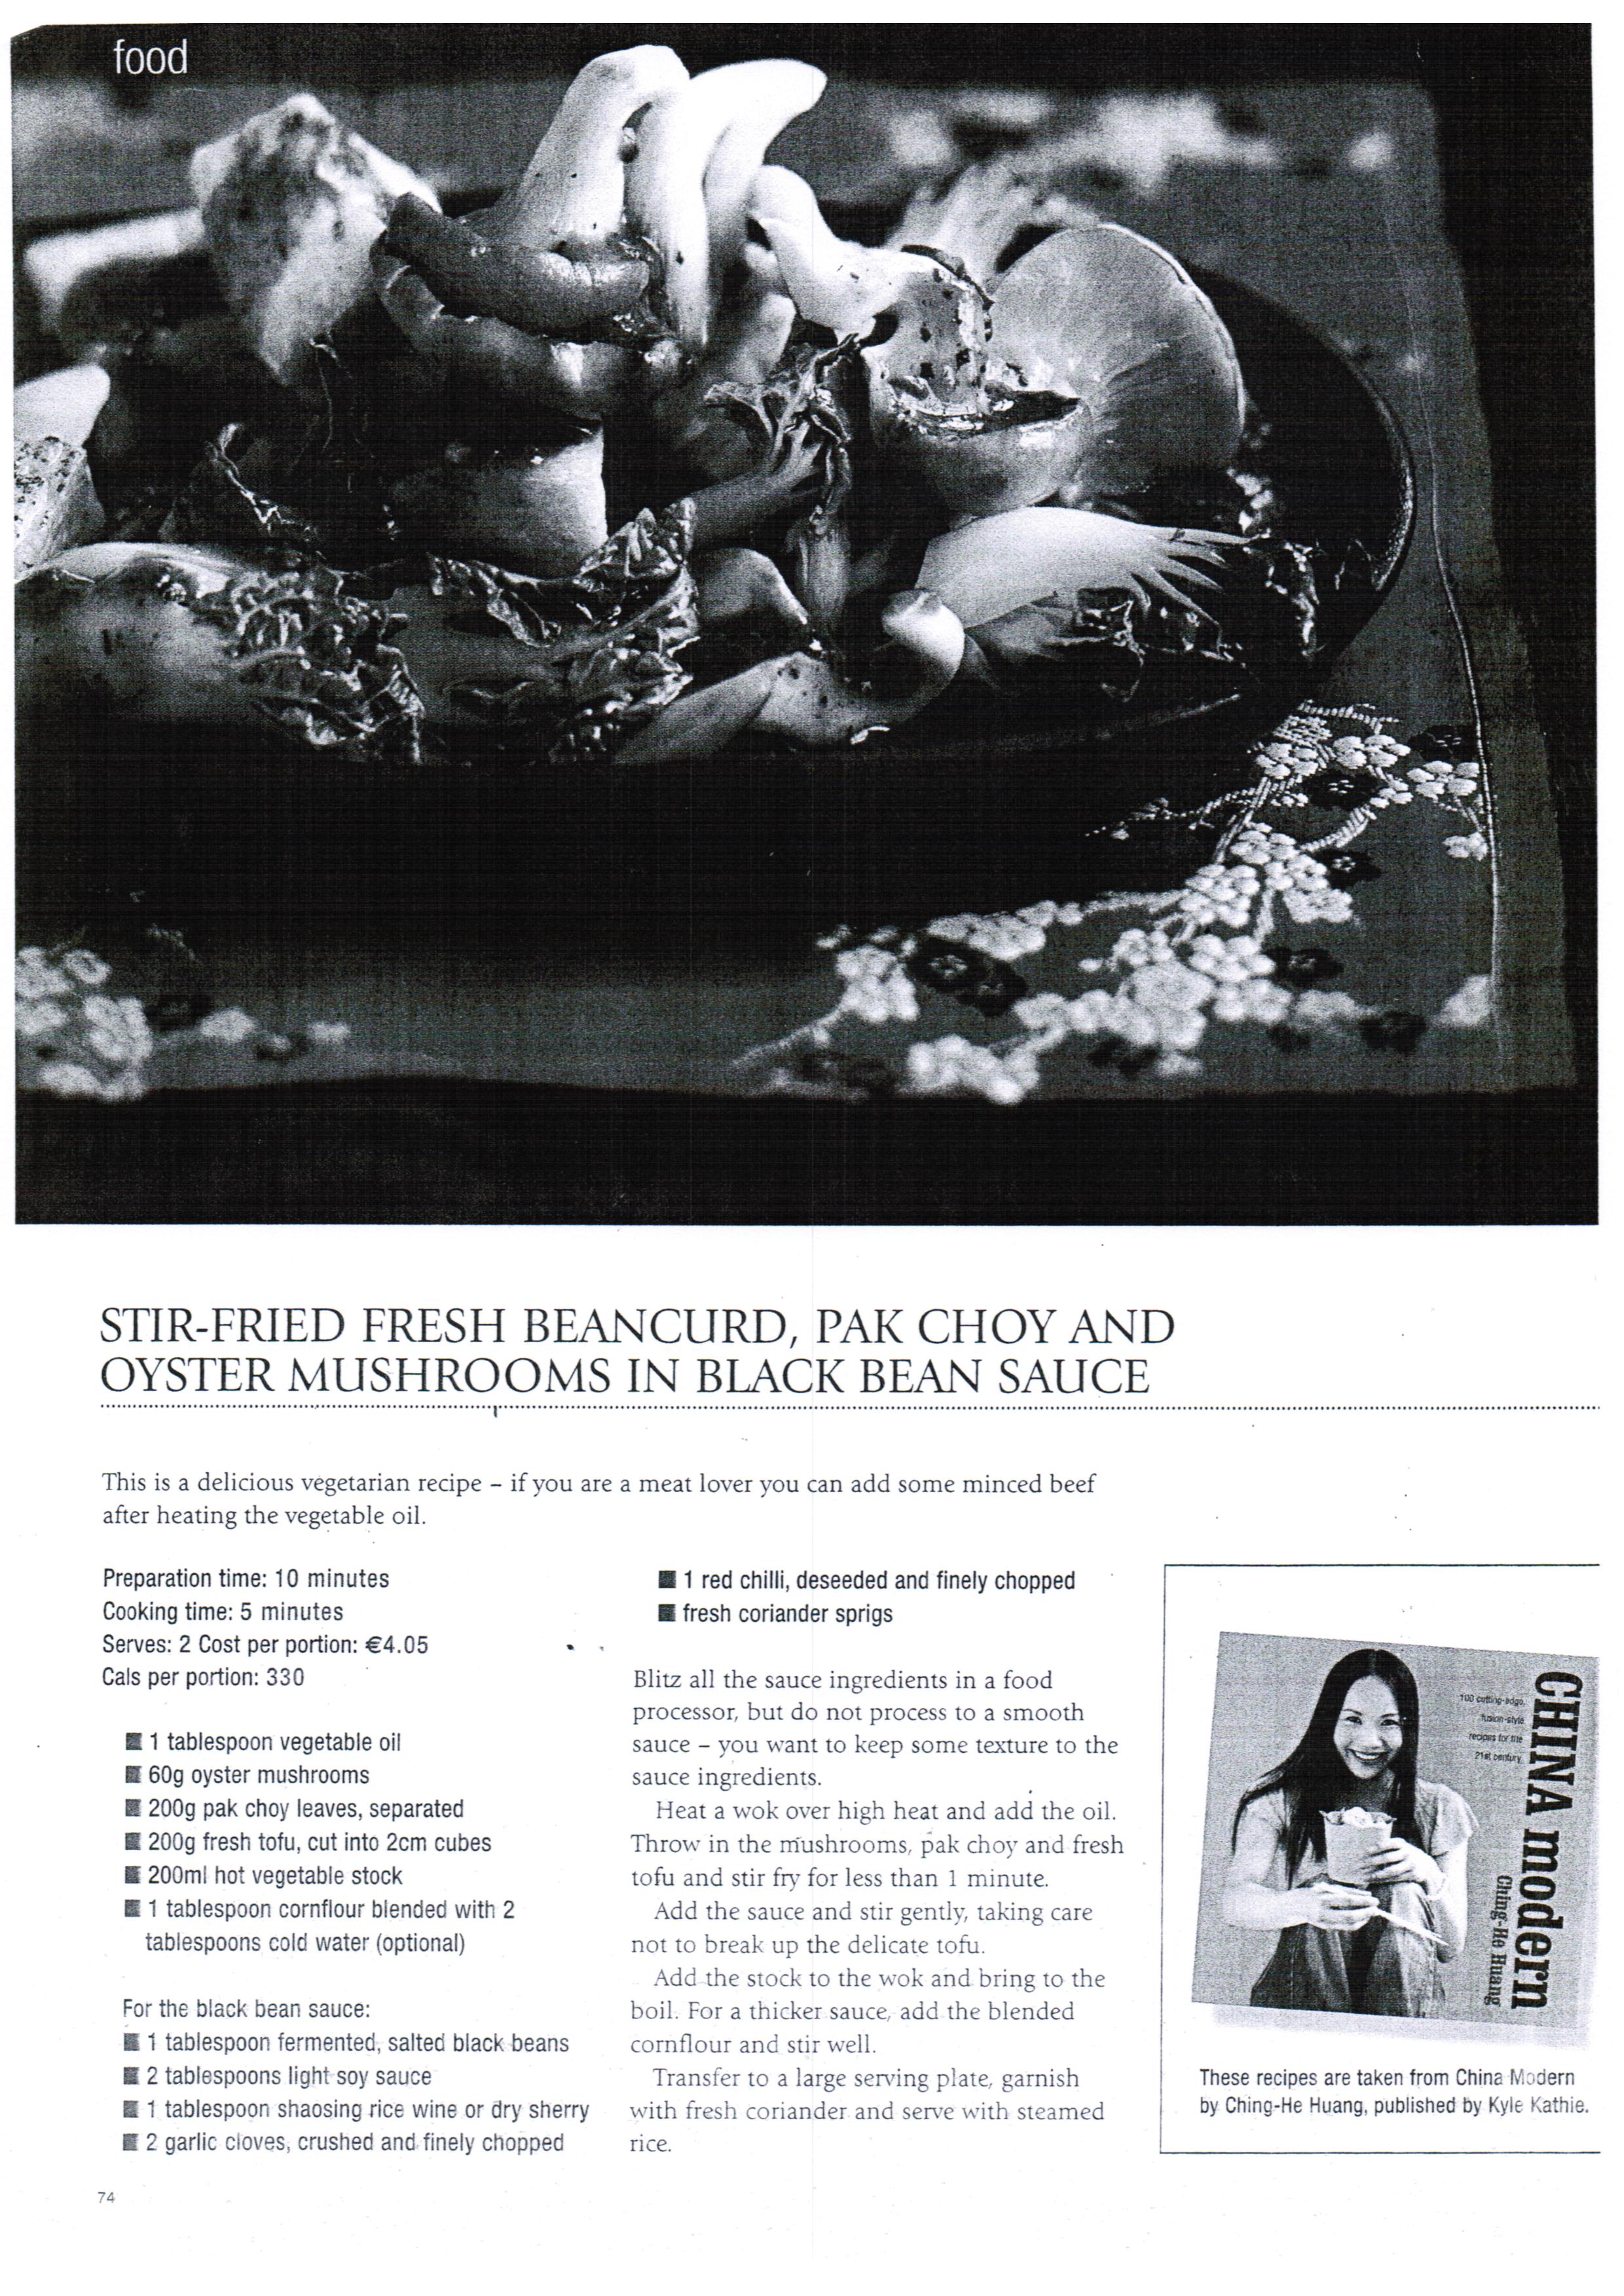 food
STIR-FRIED FRESH BEANCURD, PAK CHOY AND
OYSTER MUSHROOMS IN BLACK BEAN SAUCE
This is a delicious vegetarian recipe – if you are a meat lover you can add some minced beef
after heating the vegetable oil.
Preparation time: 10 minutes
Cooking time: 5 minutes
Serves: 2 Cost per portion: €4.05
Cals per portion: 330
■ 1 tablespoon vegetable oil
■ 60g oyster mushrooms
■ 200g pak choy leaves, separated
■ 200g fresh tofu, cut into 2cm cubes
■ 200ml hot vegetable stock
■ 1 tablespoon cornflour blended with 2
tablespoons cold water (optional)
For the black bean sauce:
■ 1 tablespoon fermented, salted black beans
■ 2 tablespoons light soy sauce
■ 1 tablespoon shaosing rice wine or dry sherry
■ 2 garlic cloves, crushed and finely chopped
■ 1 red chilli, deseeded and finely chopped
■ fresh coriander sprigs
Blitz all the sauce ingredients in a food
processor, but do not process to a smooth
sauce – you want to keep some texture to the
sauce ingredients.
Heat a wok over high heat and add the oil.
Throw in the mushrooms, pak choy and fresh
tofu and stir fry for less than 1 minute.
Add the sauce and stir gently, taking care
not to break up the delicate tofu.
Add the stock to the wok and bring to the
boil. For a thicker sauce, add the blended
cornflour and stir well.
Transfer to a large serving plate, garnish
with fresh coriander and serve with steamed
rice.
100 cutting-edge,
fusion-style
recipes for the
21st century
CHINA modern
Ching-He Huang
These recipes are taken from China Modern
by Ching-He Huang, published by Kyle Kathie.
74